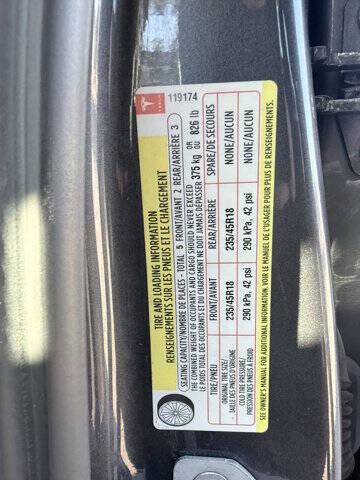 TESLA
119174
TIRE AND LOADING INFORMATION
RENSEIGNEMENTS SUR LES PNEUS ET LE CHARGEMENT
SEATING CAPACITY/NOMBRE DE PLACES - TOTAL 5 FRONT/AVANT 2 REAR/ARRIÈRE 3
THE COMBINED WEIGHT OF OCCUPANTS AND CARGO SHOULD NEVER EXCEED 375 kg OR 826 lb
LE POIDS TOTAL DES OCCUPANTS ET DU CHARGEMENT NE DOIT JAMAIS DÉPASSER OU
TIRE/PNEU FRONT/AVANT REAR/ARRIÈRE SPARE/DE SECOURS
ORIGINAL TIRE SIZE/ 235/45R18 235/45R18 NONE/AUCUN
TAILLE DES PNEUS D'ORIGINE
COLD TIRE PRESSURE/ 290 kPa, 42 psi 290 kPa, 42 psi NONE/AUCUN
PRESSION DES PNEUS À FROID
SEE OWNER'S MANUAL FOR ADDITIONAL INFORMATION. VOIR LE MANUEL DE L'USAGER POUR PLUS DE RENSEIGNEMENTS.